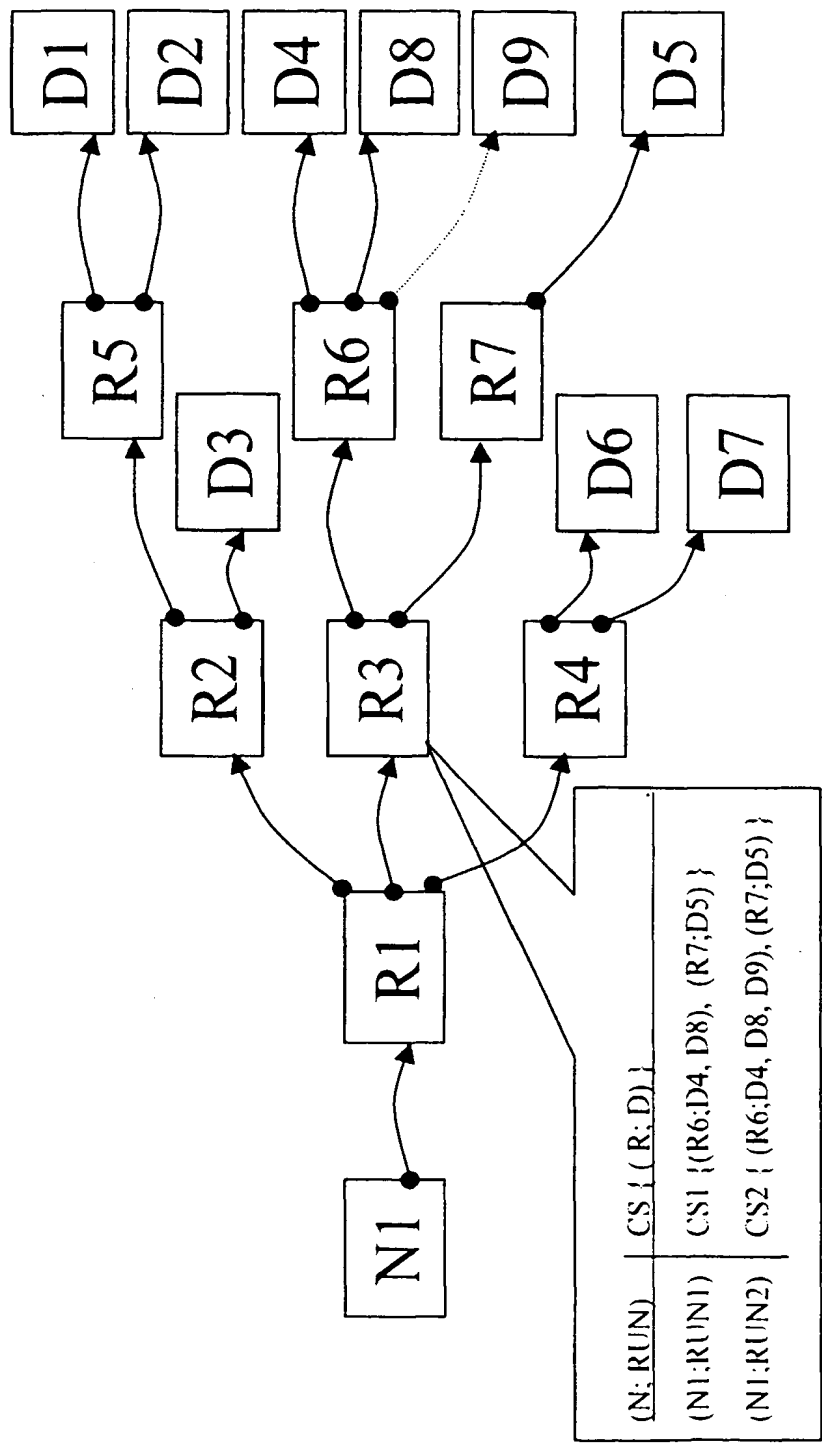 D1
R5
D2
R2
D3
D4
R6
N1
R1
R3
D8
R7
D9
R4
D6
D5
D7
(N; RUN) CS { ( R; D) }
(N1;RUN1) CS1 {(R6;D4, D8), (R7;D5) }
(N1;RUN2) CS2 { (R6;D4, D8, D9), (R7;D5) }